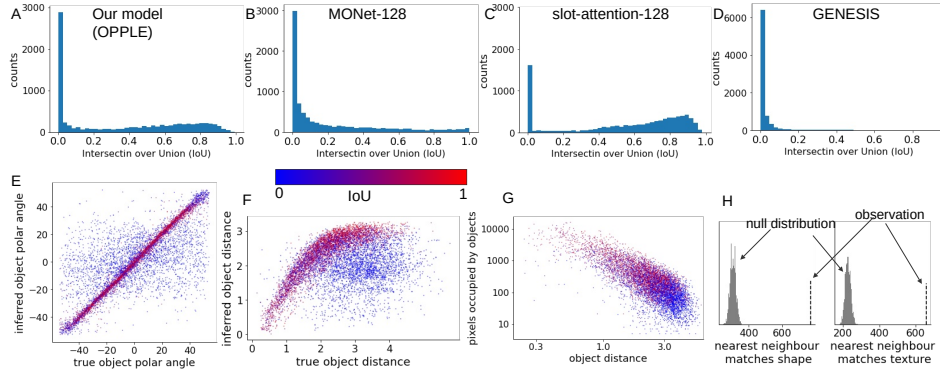 A
Our model
(OPPLE)
3000
2000
1000
0
counts
0.0 0.2 0.4 0.6 0.8 1.0
Intersectin over Union (IoU)
B
MONet-128
3000
2500
2000
1500
1000
500
0
counts
0.0 0.2 0.4 0.6 0.8 1.0
Intersectin over Union (IoU)
C
slot-attention-128
3000
2000
1000
0
counts
0.0 0.2 0.4 0.6 0.8 1.0
Intersectin over Union (IoU)
D
GENESIS
6000
4000
2000
0
counts
0.0 0.2 0.4 0.6 0.8
Intersectin over Union (IoU)
0 IoU 1
E
inferred object polar angle
40
20
0
−20
−40
−40 −20 0 20 40
true object polar angle
F
inferred object distance
3
2
1
0
0 1 2 3 4
true object distance
G
pixels occupied by objects
10000
1000
100
10
0.3 1.0 3.0
object distance
H
observation
null distribution
400 600
nearest neighbour
matches shape
200 400 600
nearest neighbour
matches texture